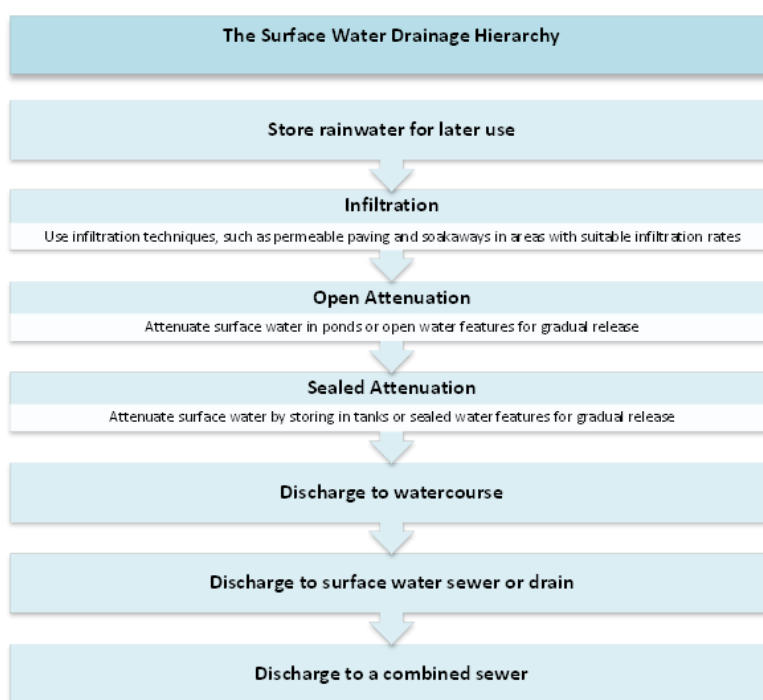 The Surface Water Drainage Hierarchy
Store rainwater for later use
Infiltration
Use infiltration techniques, such as permeable paving and soakaways in areas with suitable infiltration rates
Open Attenuation
Attenuate surface water in ponds or open water features for gradual release
Sealed Attenuation
Attenuate surface water by storing in tanks or sealed water features for gradual release
Discharge to watercourse
Discharge to surface water sewer or drain
Discharge to a combined sewer